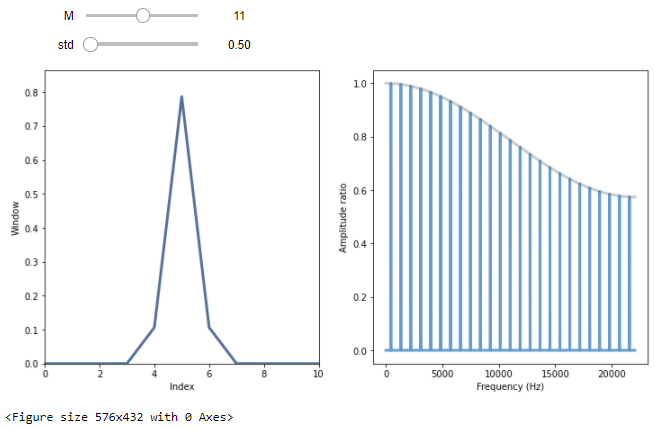 M 11
std 0.50
0.8
0.7
0.6
0.5
0.4
0.3
0.2
0.1
0.0
Window
0 2 4 6 8 10
Index
1.0
0.8
0.6
0.4
0.2
0.0
Amplitude ratio
0 5000 10000 15000 20000
Frequency (Hz)
<Figure size 576x432 with 0 Axes>